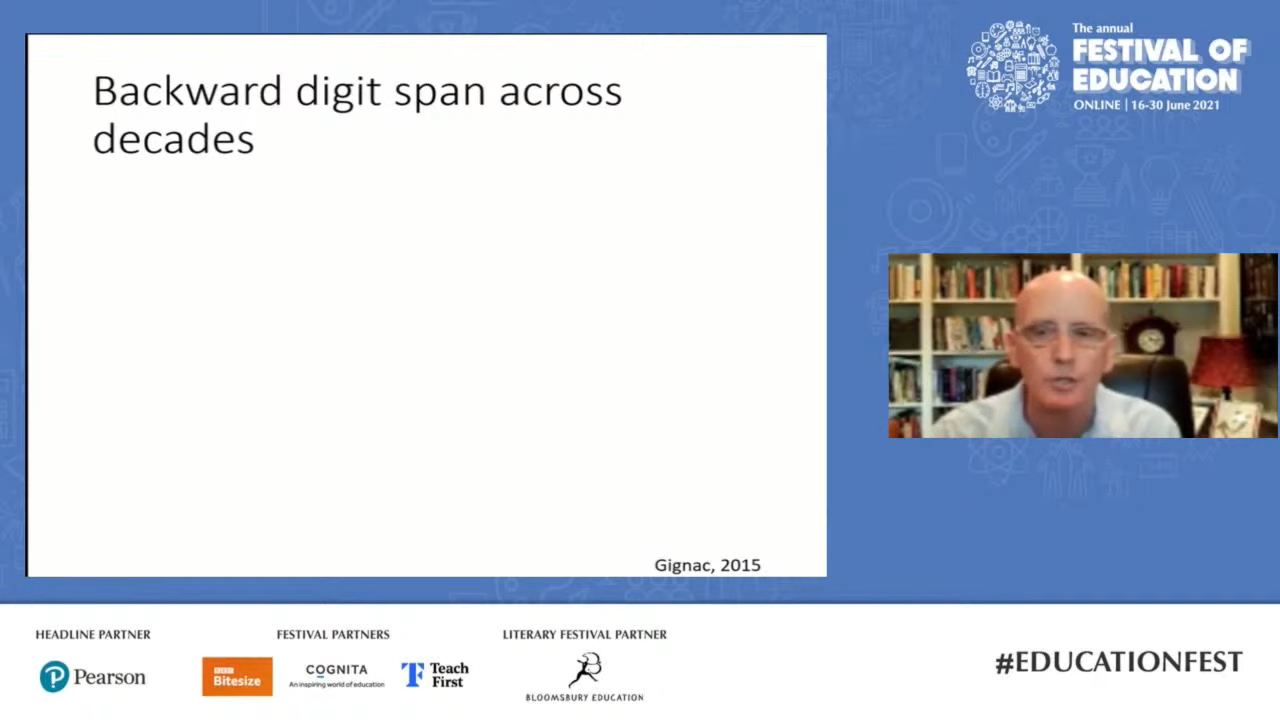 Backward digit span across
decades
Gignac, 2015
The annual
FESTIVAL OF
EDUCATION
ONLINE | 16-30 June 2021
HEADLINE PARTNER
Pearson
FESTIVAL PARTNERS
BBC
Bitesize
COGNITA
An inspiring world of education
Teach
First
LITERARY FESTIVAL PARTNER
BLOOMSBURY EDUCATION
#EDUCATIONFEST